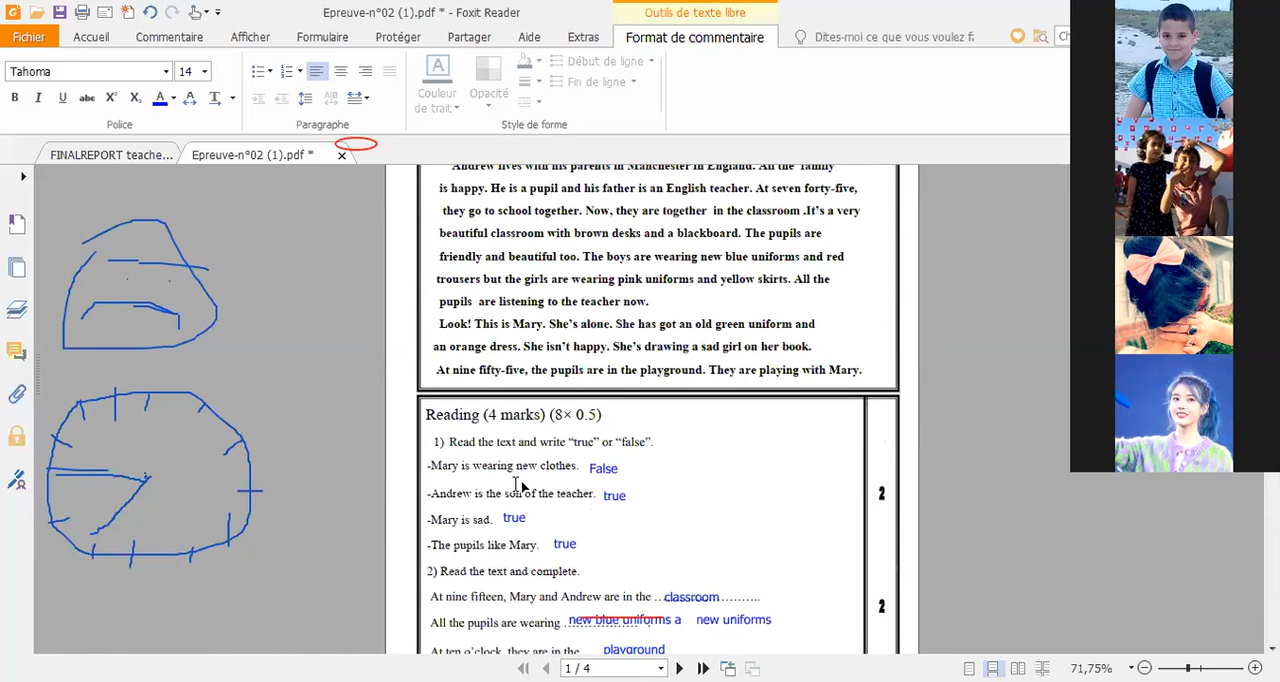 Epreuve-n°02 (1).pdf * - Foxit Reader
Outils de texte libre
Fichier
Accueil
Commentaire
Afficher
Formulaire
Protéger
Partager
Aide
Extras
Format de commentaire
Dites-moi ce que vous voulez f
Ch
Tahoma
14
Début de ligne
Fin de ligne
Couleur de trait
Opacité
Police
Paragraphe
Style de forme
FINALREPORT teache...
Epreuve-n°02 (1).pdf *
Andrew lives with his parents in Manchester in England. All the family
is happy. He is a pupil and his father is an English teacher. At seven forty-five,
they go to school together. Now, they are together in the classroom .It's a very
beautiful classroom with brown desks and a blackboard. The pupils are
friendly and beautiful too. The boys are wearing new blue uniforms and red
trousers but the girls are wearing pink uniforms and yellow skirts. All the
pupils are listening to the teacher now.
Look! This is Mary. She's alone. She has got an old green uniform and
an orange dress. She isn't happy. She's drawing a sad girl on her book.
At nine fifty-five, the pupils are in the playground. They are playing with Mary.
Reading (4 marks) (8× 0.5)
1) Read the text and write “true” or “false”.
-Mary is wearing new clothes. False
-Andrew is the son of the teacher. true
2
-Mary is sad. true
-The pupils like Mary. true
2) Read the text and complete.
At nine fifteen, Mary and Andrew are in the ... classroom ...........
2
All the pupils are wearing ... new blue uniforms a new uniforms
At ten o'clock, they are in the playground
1 / 4
71,75%